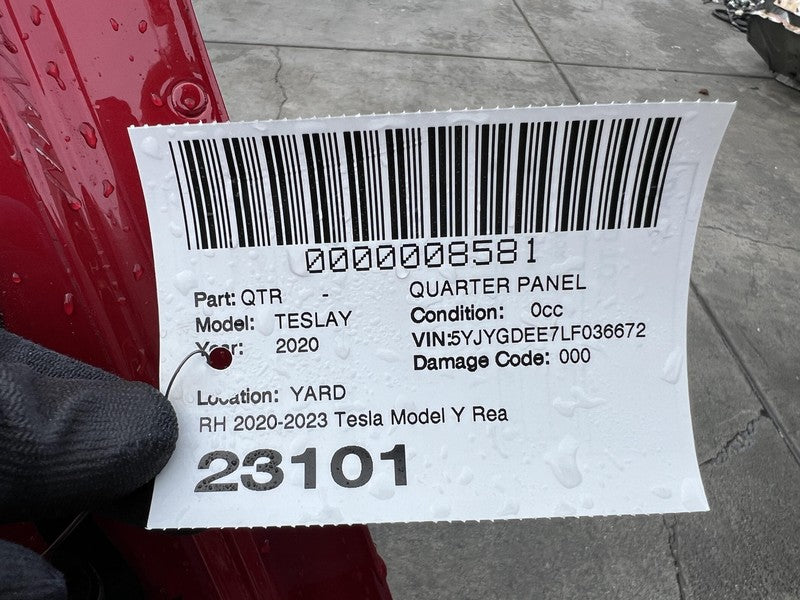 0000008581
Part: QTR - QUARTER PANEL
Model: TESLAY Condition: 0cc
Year: 2020 VIN:5YJYGDEE7LF036672
Damage Code: 000
Location: YARD
RH 2020-2023 Tesla Model Y Rea
23101